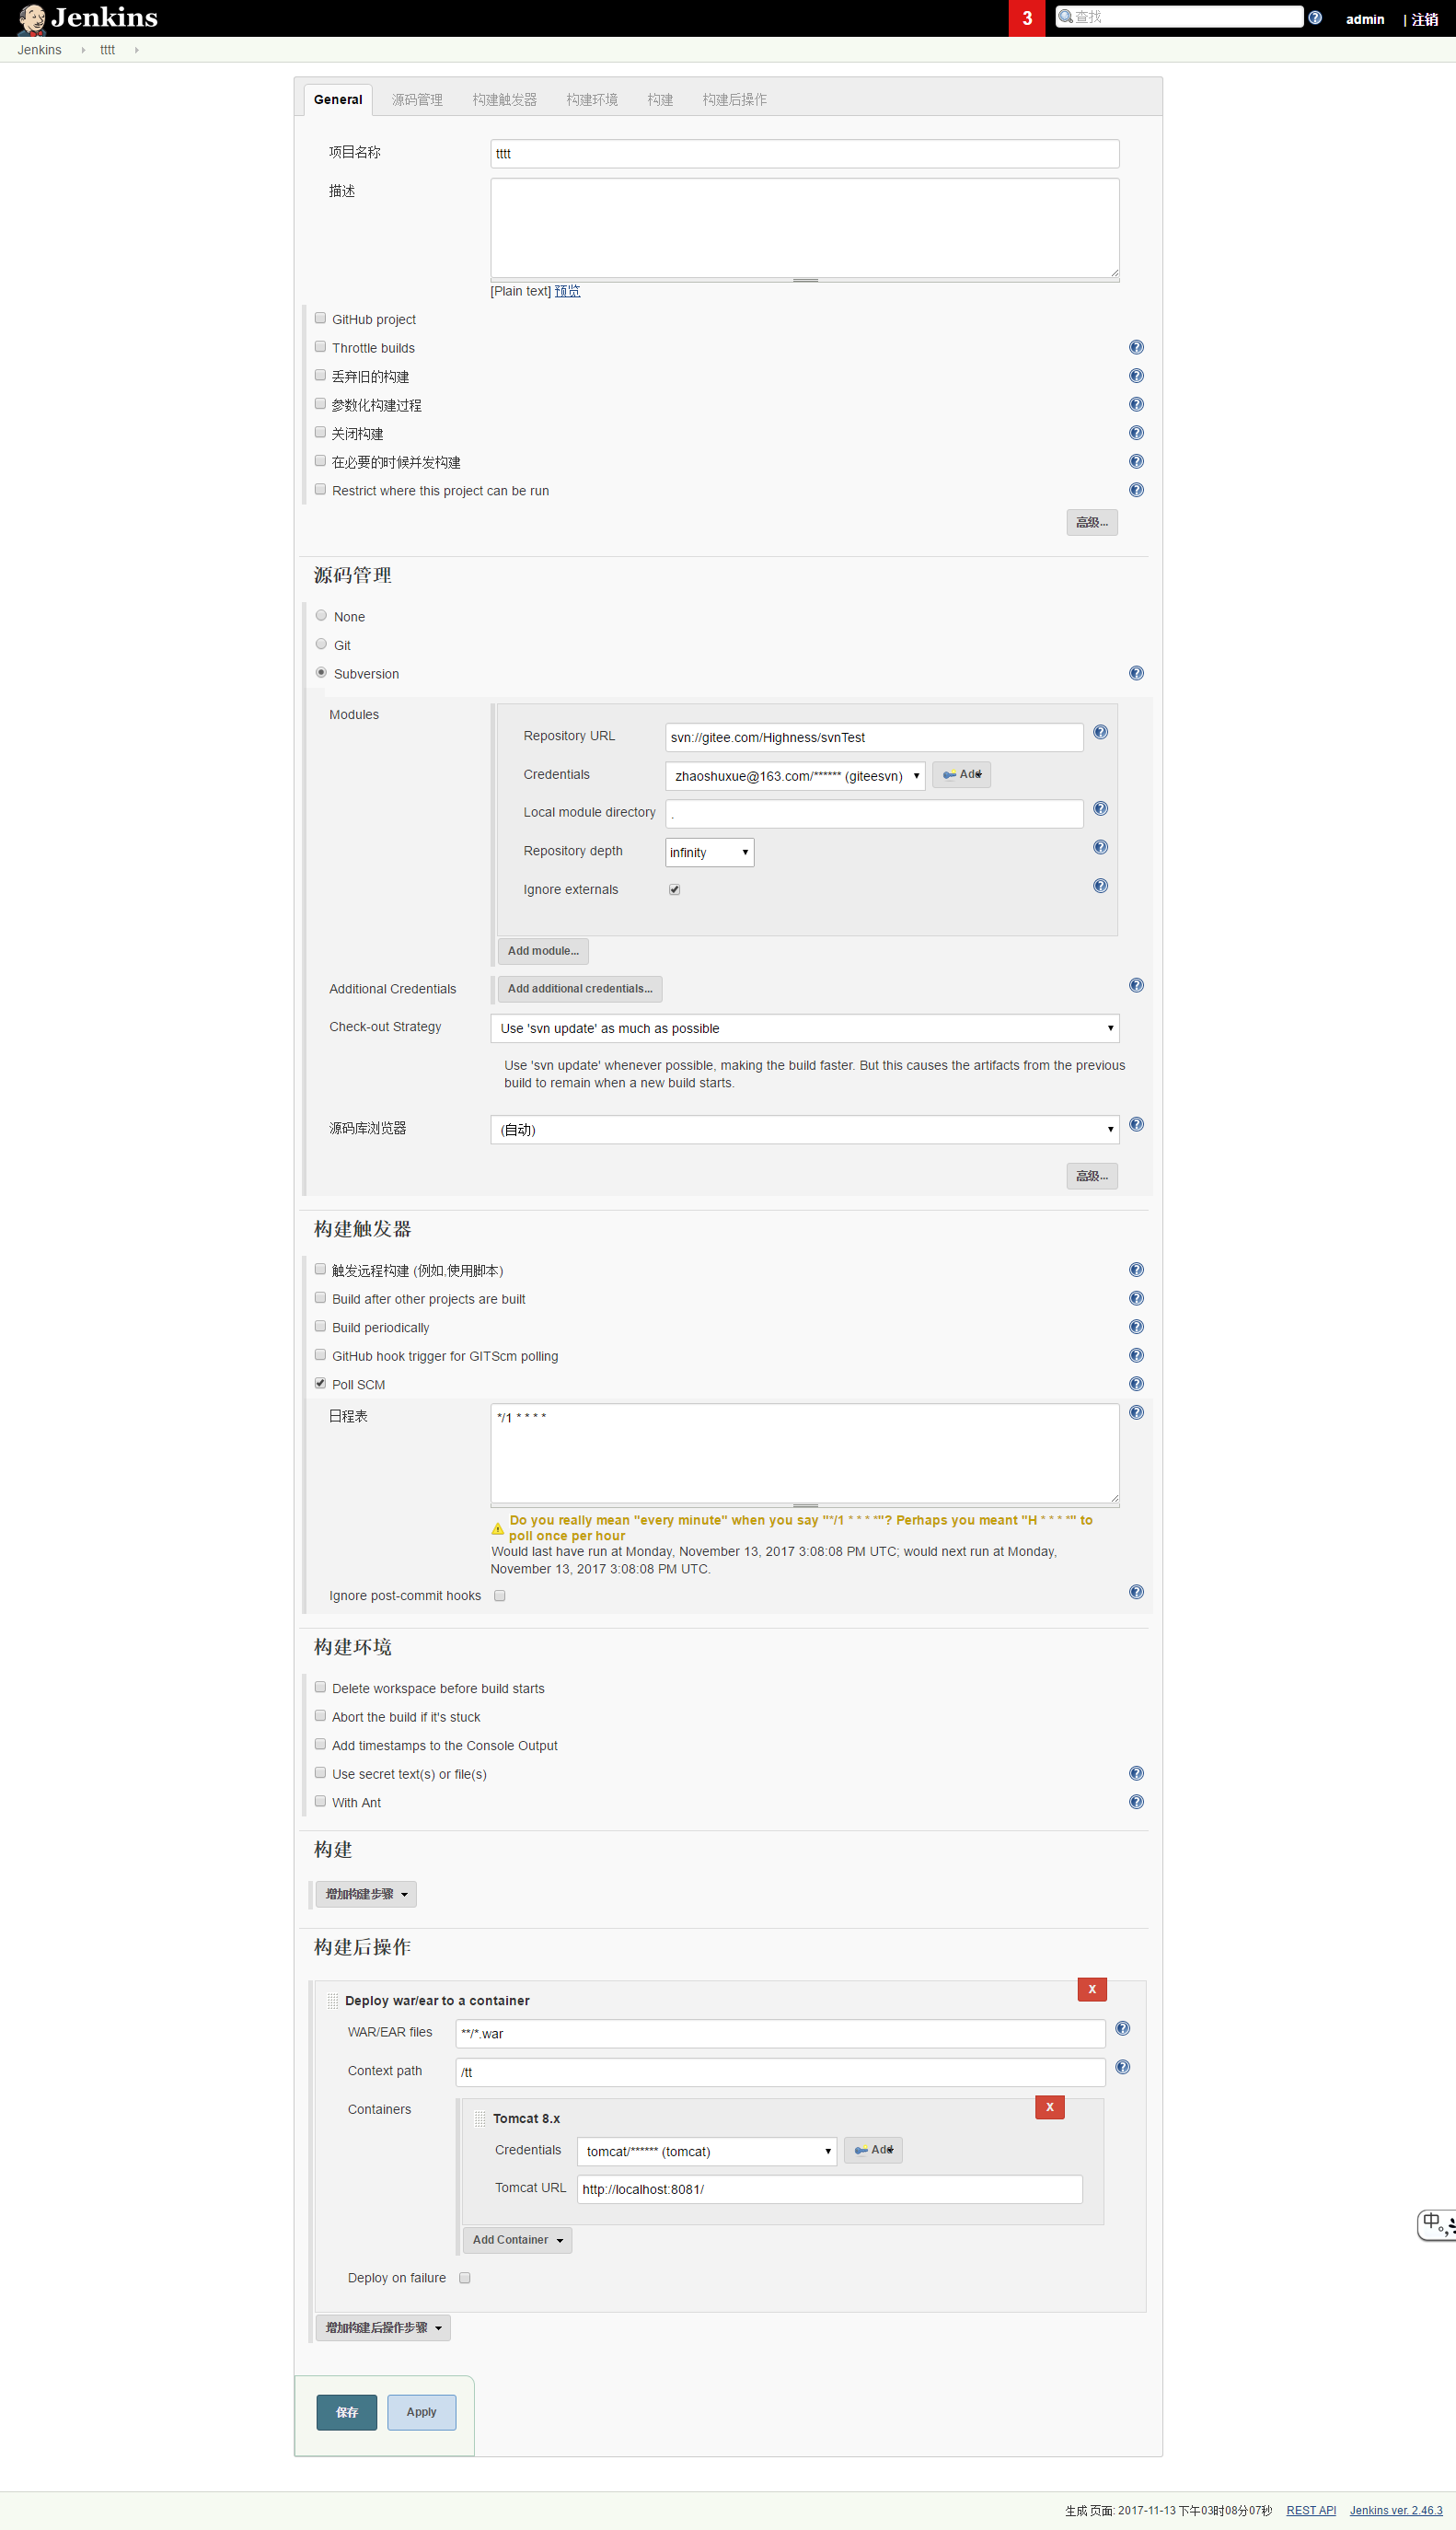 Jenkins
3
查找
admin
| 注销
Jenkins
tttt
General
源码管理
构建触发器
构建环境
构建
构建后操作
项目名称
tttt
描述
[Plain text] 预览
GitHub project
Throttle builds
丢弃旧的构建
参数化构建过程
关闭构建
在必要的时候并发构建
Restrict where this project can be run
高级...
源码管理
None
Git
Subversion
Modules
Repository URL
svn://gitee.com/Highness/svnTest
Credentials
zhaoshuxue@163.com/****** (giteesvn)
Add
Local module directory
.
Repository depth
infinity
Ignore externals
Add module...
Additional Credentials
Add additional credentials...
Check-out Strategy
Use 'svn update' as much as possible
Use 'svn update' whenever possible, making the build faster. But this causes the artifacts from the previous
build to remain when a new build starts.
源码库浏览器
(自动)
高级...
构建触发器
触发远程构建 (例如,使用脚本)
Build after other projects are built
Build periodically
GitHub hook trigger for GITScm polling
Poll SCM
日程表
*/1 * * * *
Do you really mean "every minute" when you say "*/1 * * * *"? Perhaps you meant "H * * * *" to
poll once per hour
Would last have run at Monday, November 13, 2017 3:08:08 PM UTC; would next run at Monday,
November 13, 2017 3:08:08 PM UTC.
Ignore post-commit hooks
构建环境
Delete workspace before build starts
Abort the build if it's stuck
Add timestamps to the Console Output
Use secret text(s) or file(s)
With Ant
构建
增加构建步骤
构建后操作
X
Deploy war/ear to a container
WAR/EAR files
**/*.war
Context path
/tt
Containers
X
Tomcat 8.x
Credentials
tomcat/****** (tomcat)
Add
Tomcat URL
http://localhost:8081/
Add Container
中。,
Deploy on failure
增加构建后操作步骤
保存
Apply
生成 页面: 2017-11-13 下午03时08分07秒
REST API
Jenkins ver. 2.46.3